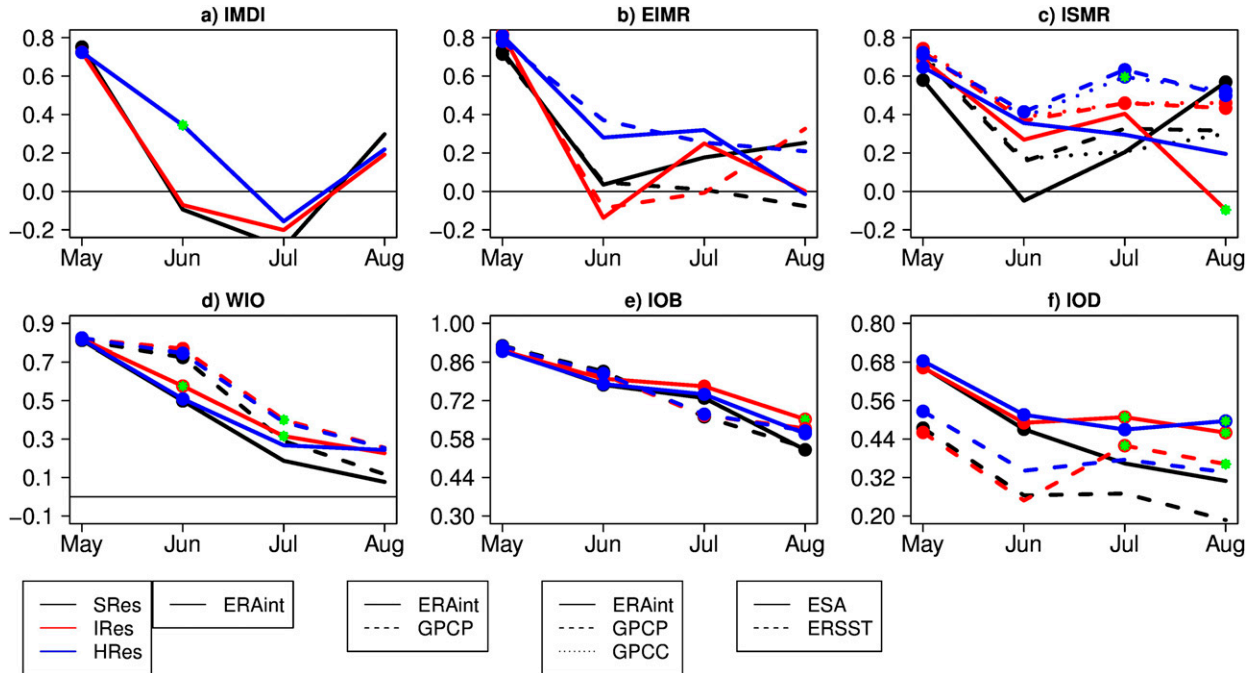 a) IMDI
b) EIMR
c) ISMR
0.8
0.6
0.4
0.2
0.0
−0.2
May Jun Jul Aug
0.8
0.6
0.4
0.2
0.0
−0.2
May Jun Jul Aug
0.8
0.6
0.4
0.2
0.0
−0.2
May Jun Jul Aug
d) WIO
e) IOB
f) IOD
0.9
0.7
0.5
0.3
0.1
−0.1
May Jun Jul Aug
1.00
0.86
0.72
0.58
0.44
0.30
May Jun Jul Aug
0.80
0.68
0.56
0.44
0.32
0.20
May Jun Jul Aug
SRes
IRes
HRes
ERAint
ERAint
GPCP
ERAint
GPCP
GPCC
ESA
ERSST